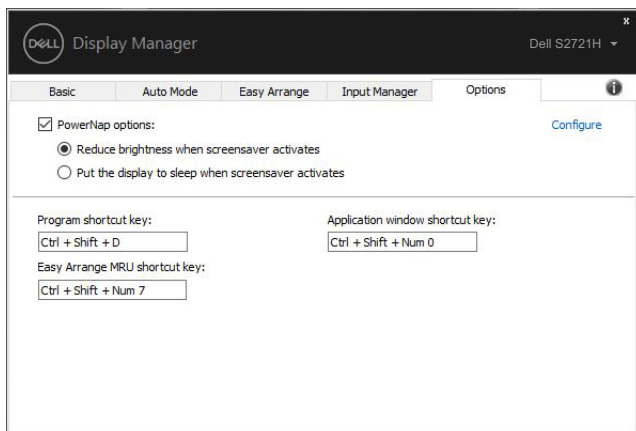 x
DELL Display Manager
Dell S2721H
Basic Auto Mode Easy Arrange Input Manager Options
PowerNap options:
Configure
Reduce brightness when screensaver activates
Put the display to sleep when screensaver activates
Program shortcut key:
Application window shortcut key:
Ctrl + Shift + D
Ctrl + Shift + Num 0
Easy Arrange MRU shortcut key:
Ctrl + Shift + Num 7